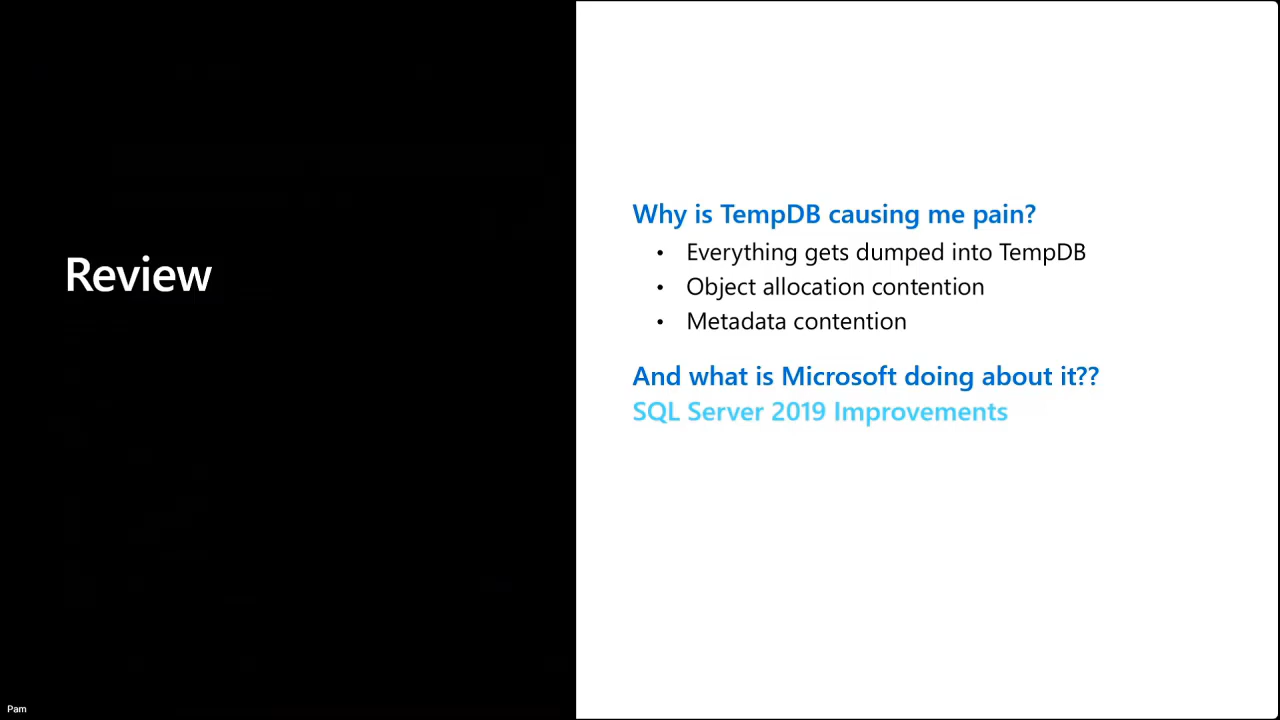 Review
Why is TempDB causing me pain?
• Everything gets dumped into TempDB
• Object allocation contention
• Metadata contention
And what is Microsoft doing about it??
SQL Server 2019 Improvements
Pam